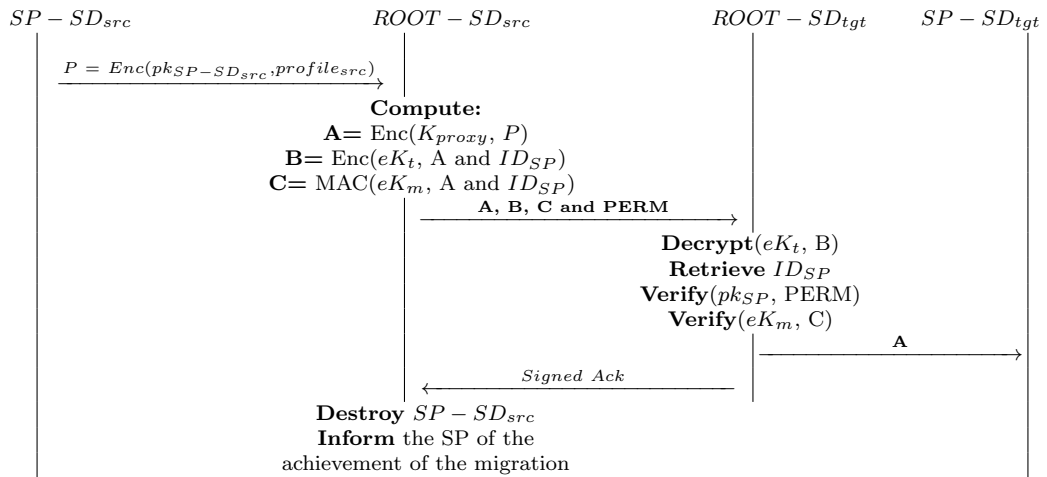 SP − SD_src ROOT − SD_src ROOT − SD_tgt SP − SD_tgt
P = Enc(pk_SP−SD_src,profile_src)
Compute:
A= Enc(K_proxy, P)
B= Enc(eK_t, A and ID_SP)
C= MAC(eK_m, A and ID_SP)
A, B, C and PERM
Decrypt(eK_t, B)
Retrieve ID_SP
Verify(pk_SP, PERM)
Verify(eK_m, C)
A
Signed Ack
Destroy SP − SD_src
Inform the SP of the
achievement of the migration